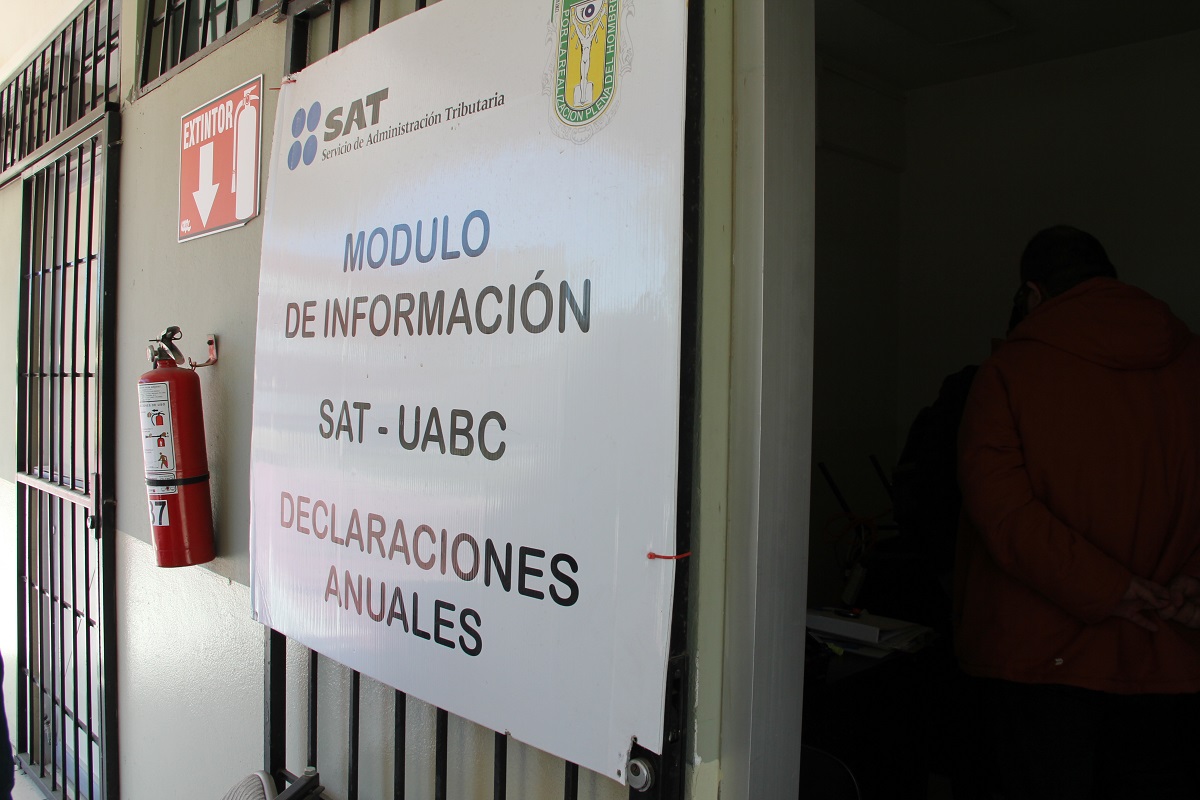 EXTINTOR
SAT
Servicio de Administración Tributaria
POR LA REALIZACION PLENA DEL HOMBRE
MODULO
DE INFORMACIÓN
SAT - UABC
DECLARACIONES
ANUALES
37